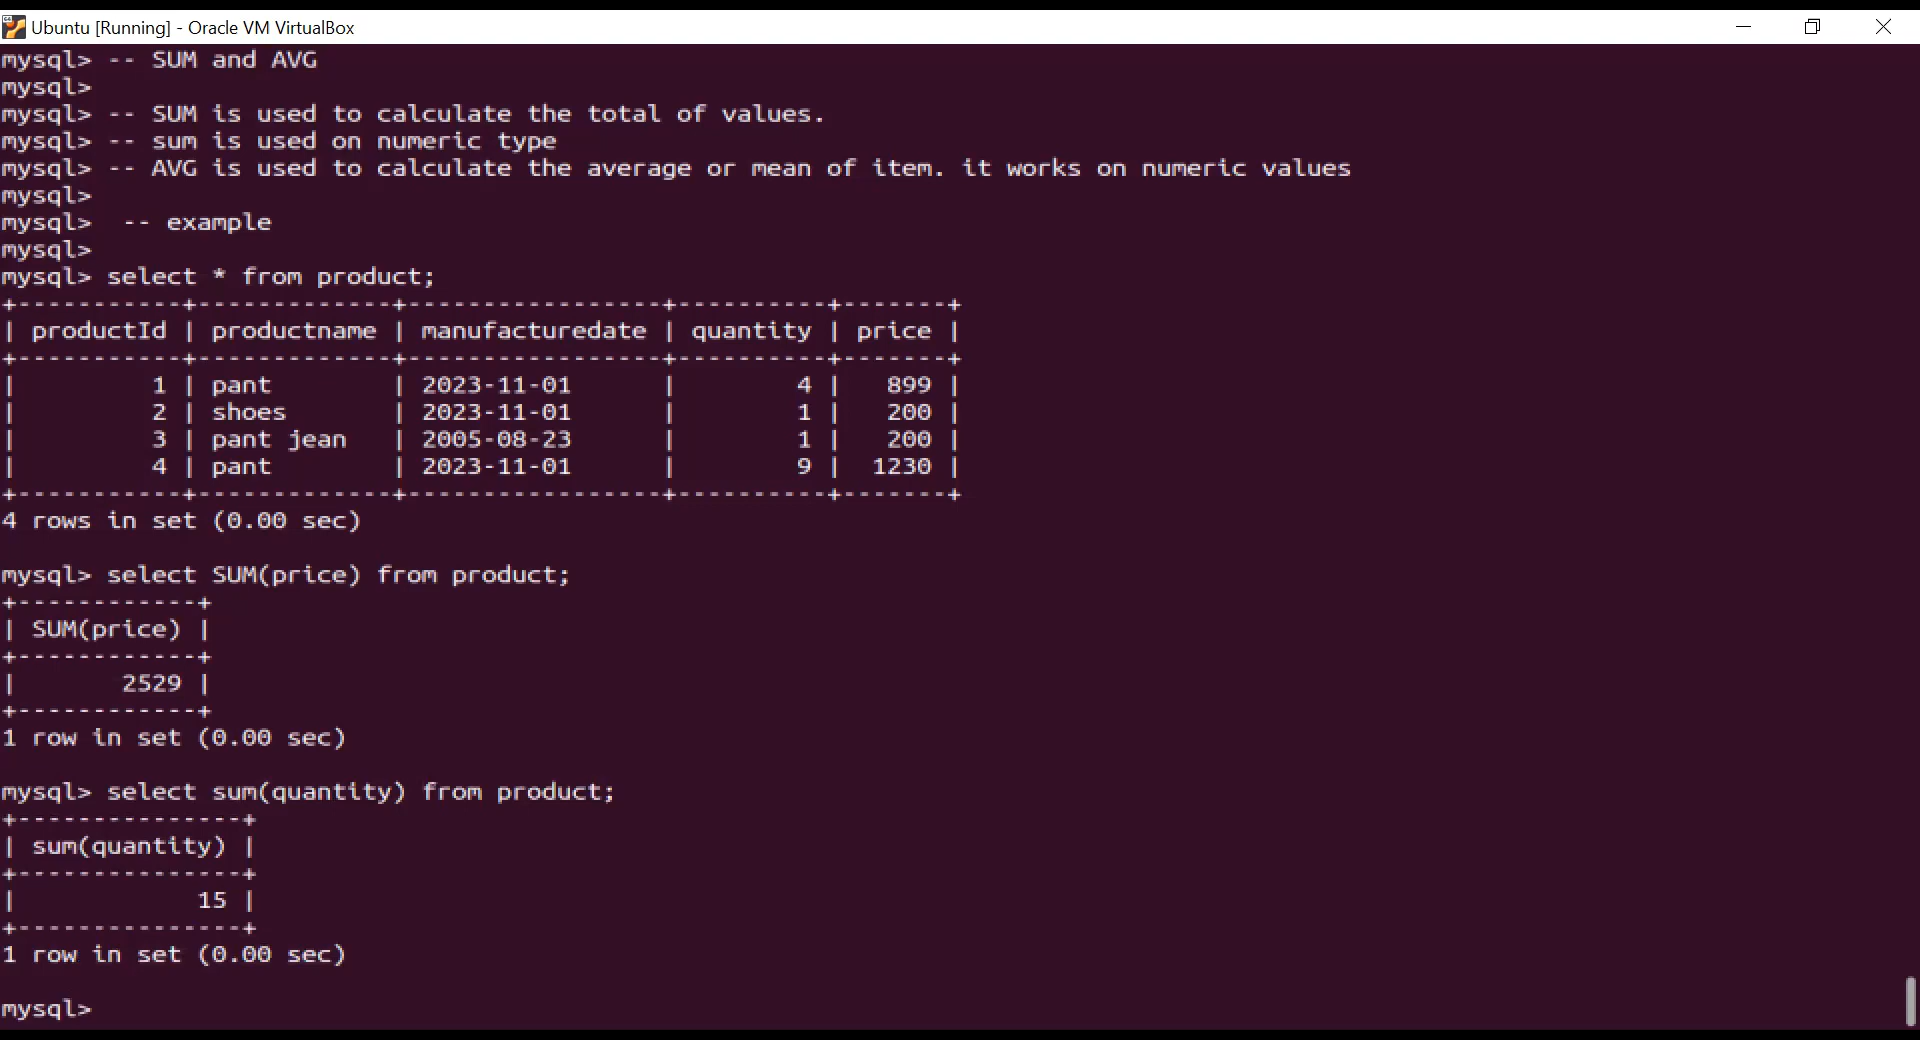 Ubuntu [Running] - Oracle VM VirtualBox
mysql> -- SUM and AVG
mysql>
mysql> -- SUM is used to calculate the total of values.
mysql> -- sum is used on numeric type
mysql> -- AVG is used to calculate the average or mean of item. it works on numeric values
mysql>
mysql>  -- example
mysql>
mysql> select * from product;
+-----------+-------------+-----------------+----------+-------+
| productId | productname | manufacturedate | quantity | price |
+-----------+-------------+-----------------+----------+-------+
|         1 | pant        | 2023-11-01      |        4 |   899 |
|         2 | shoes       | 2023-11-01      |        1 |   200 |
|         3 | pant jean   | 2005-08-23      |        1 |   200 |
|         4 | pant        | 2023-11-01      |        9 |  1230 |
+-----------+-------------+-----------------+----------+-------+
4 rows in set (0.00 sec)
mysql> select SUM(price) from product;
+------------+
| SUM(price) |
+------------+
|       2529 |
+------------+
1 row in set (0.00 sec)
mysql> select sum(quantity) from product;
+---------------+
| sum(quantity) |
+---------------+
|            15 |
+---------------+
1 row in set (0.00 sec)
mysql>